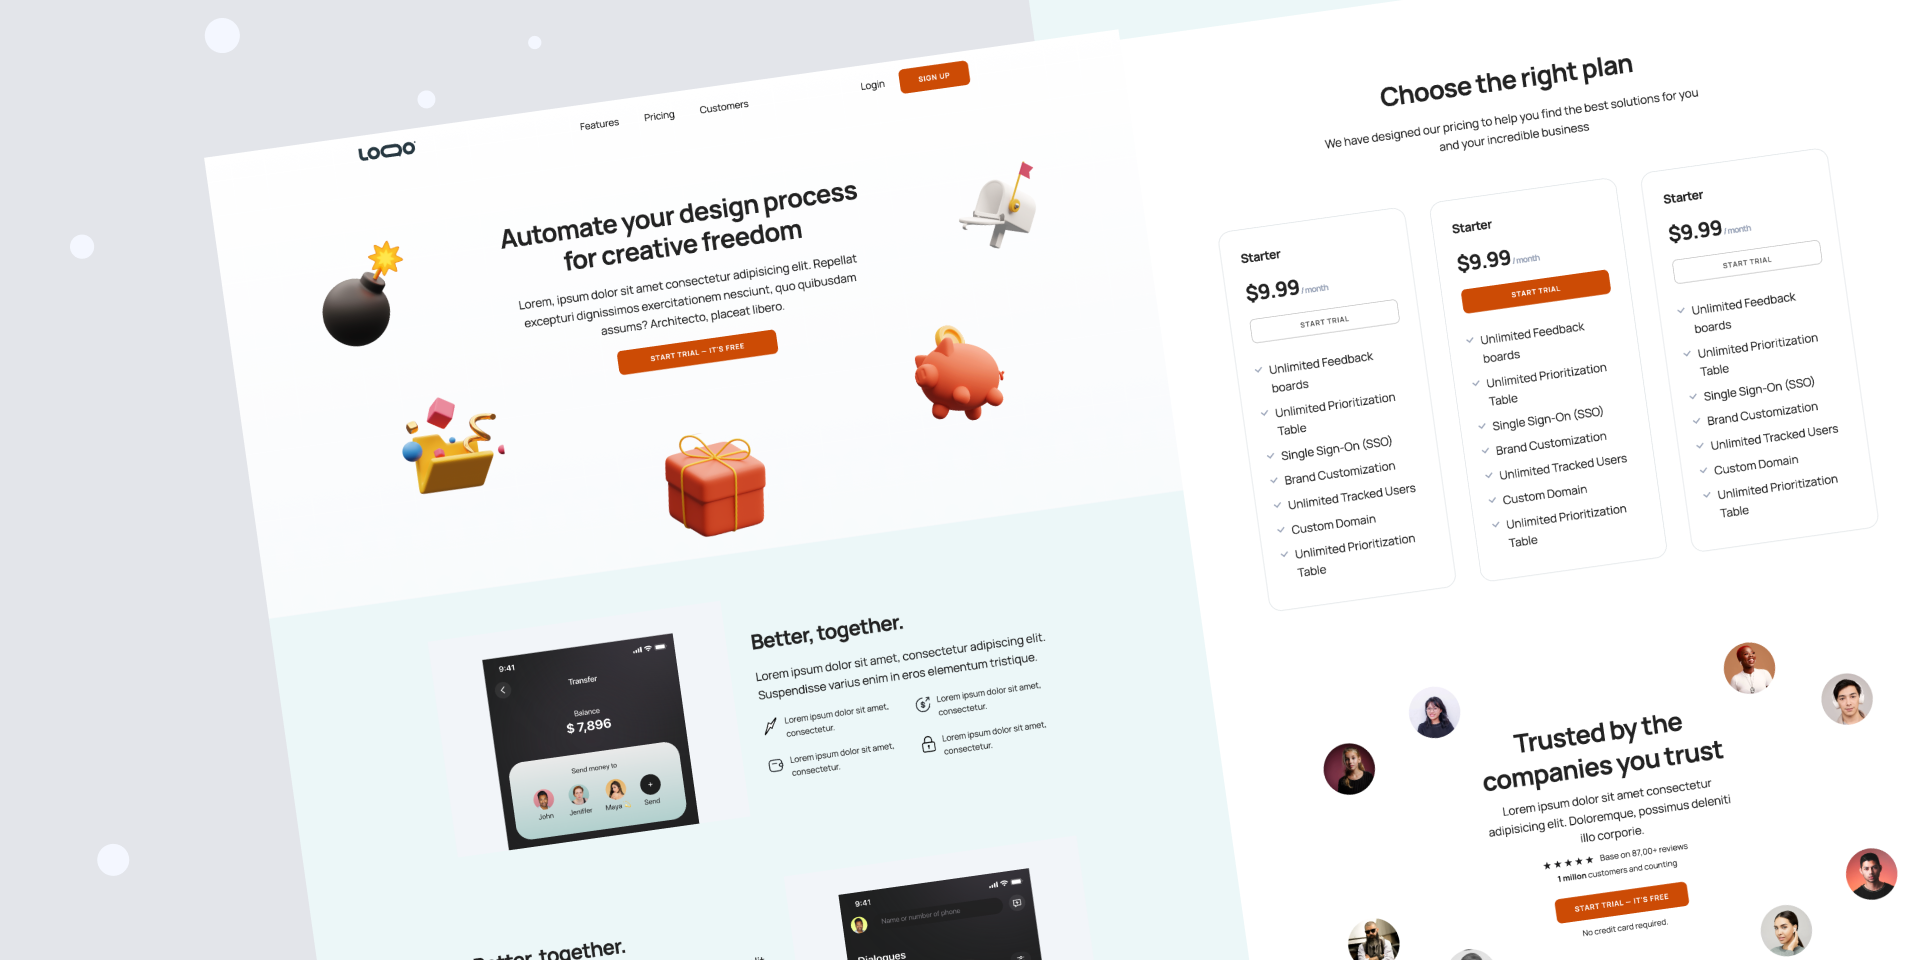 LOQO
Features
Pricing
Customers
Login
SIGN UP
Automate your design process
for creative freedom
Lorem, ipsum dolor sit amet consectetur adipisicing elit. Repellat
excepturi dignissimos exercitationem nesciunt, quo quibusdam
assums? Architecto, placeat libero.
START TRIAL — IT'S FREE
Better, together.
Lorem ipsum dolor sit amet, consectetur adipiscing elit.
Suspendisse varius enim in eros elementum tristique.
Lorem ipsum dolor sit amet,
consectetur.
Lorem ipsum dolor sit amet,
consectetur.
Lorem ipsum dolor sit amet,
consectetur.
Lorem ipsum dolor sit amet,
consectetur.
9:41
Transfer
Balance
$ 7,896
Send money to
John
Jeniffer
Maya
Send
Better, together.
9:41
Name or number of phone
Dialogues
Choose the right plan
We have designed our pricing to help you find the best solutions for you
and your incredible business
Starter
$9.99 / month
START TRIAL
Unlimited Feedback
boards
Unlimited Prioritization
Table
Single Sign-On (SSO)
Brand Customization
Unlimited Tracked Users
Custom Domain
Unlimited Prioritization
Table
Starter
$9.99 / month
START TRIAL
Unlimited Feedback
boards
Unlimited Prioritization
Table
Single Sign-On (SSO)
Brand Customization
Unlimited Tracked Users
Custom Domain
Unlimited Prioritization
Table
Starter
$9.99 / month
START TRIAL
Unlimited Feedback
boards
Unlimited Prioritization
Table
Single Sign-On (SSO)
Brand Customization
Unlimited Tracked Users
Custom Domain
Unlimited Prioritization
Table
Trusted by the
companies you trust
Lorem ipsum dolor sit amet consectetur
adipisicing elit. Doloremque, possimus deleniti
illo corporie.
★ ★ ★ ★ ★ Base on 87,00+ reviews
1 millon customers and counting
START TRIAL — IT'S FREE
No credit card required.